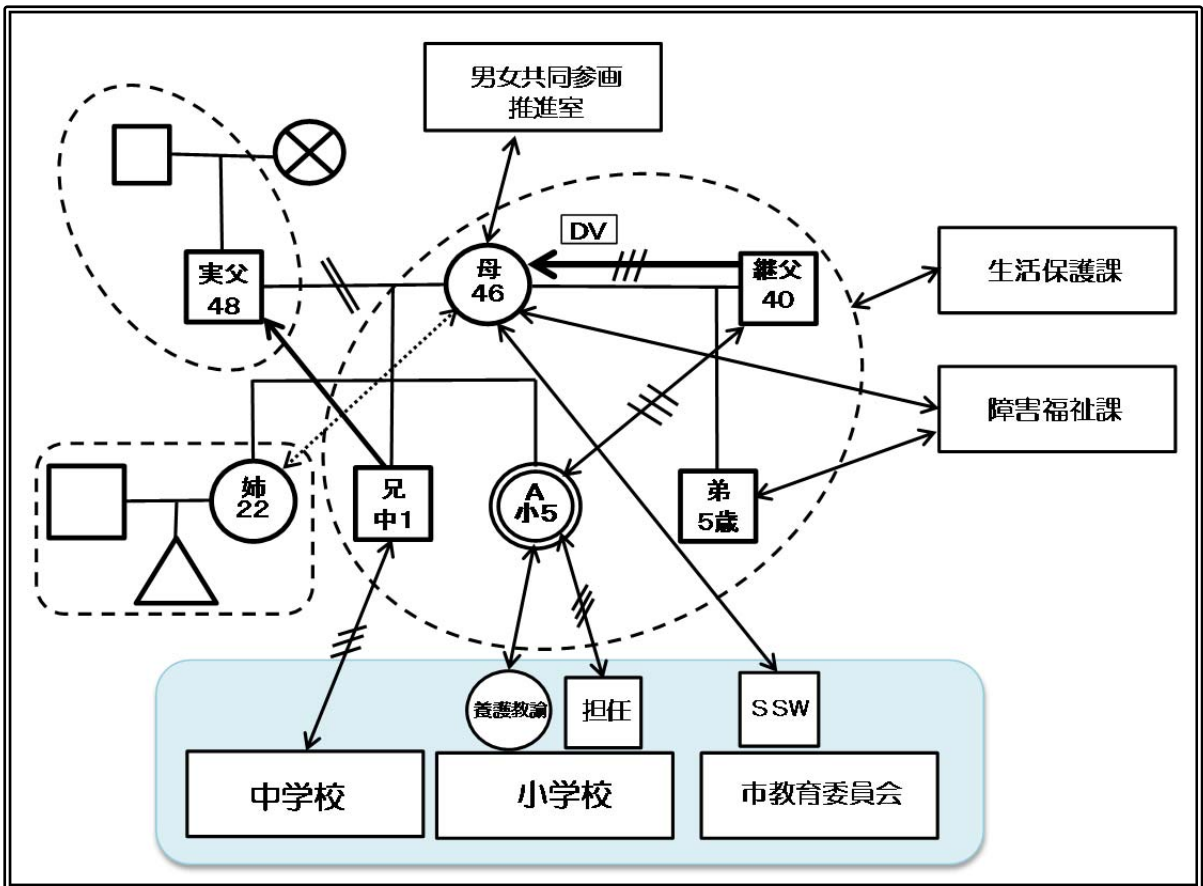 男女共同参画
推進室
DV
母
46
実父
48
継父
40
生活保護課
障害福祉課
姉
22
兄
中1
A
小5
弟
5歳
養護教諭
担任
SSW
中学校
小学校
市教育委員会